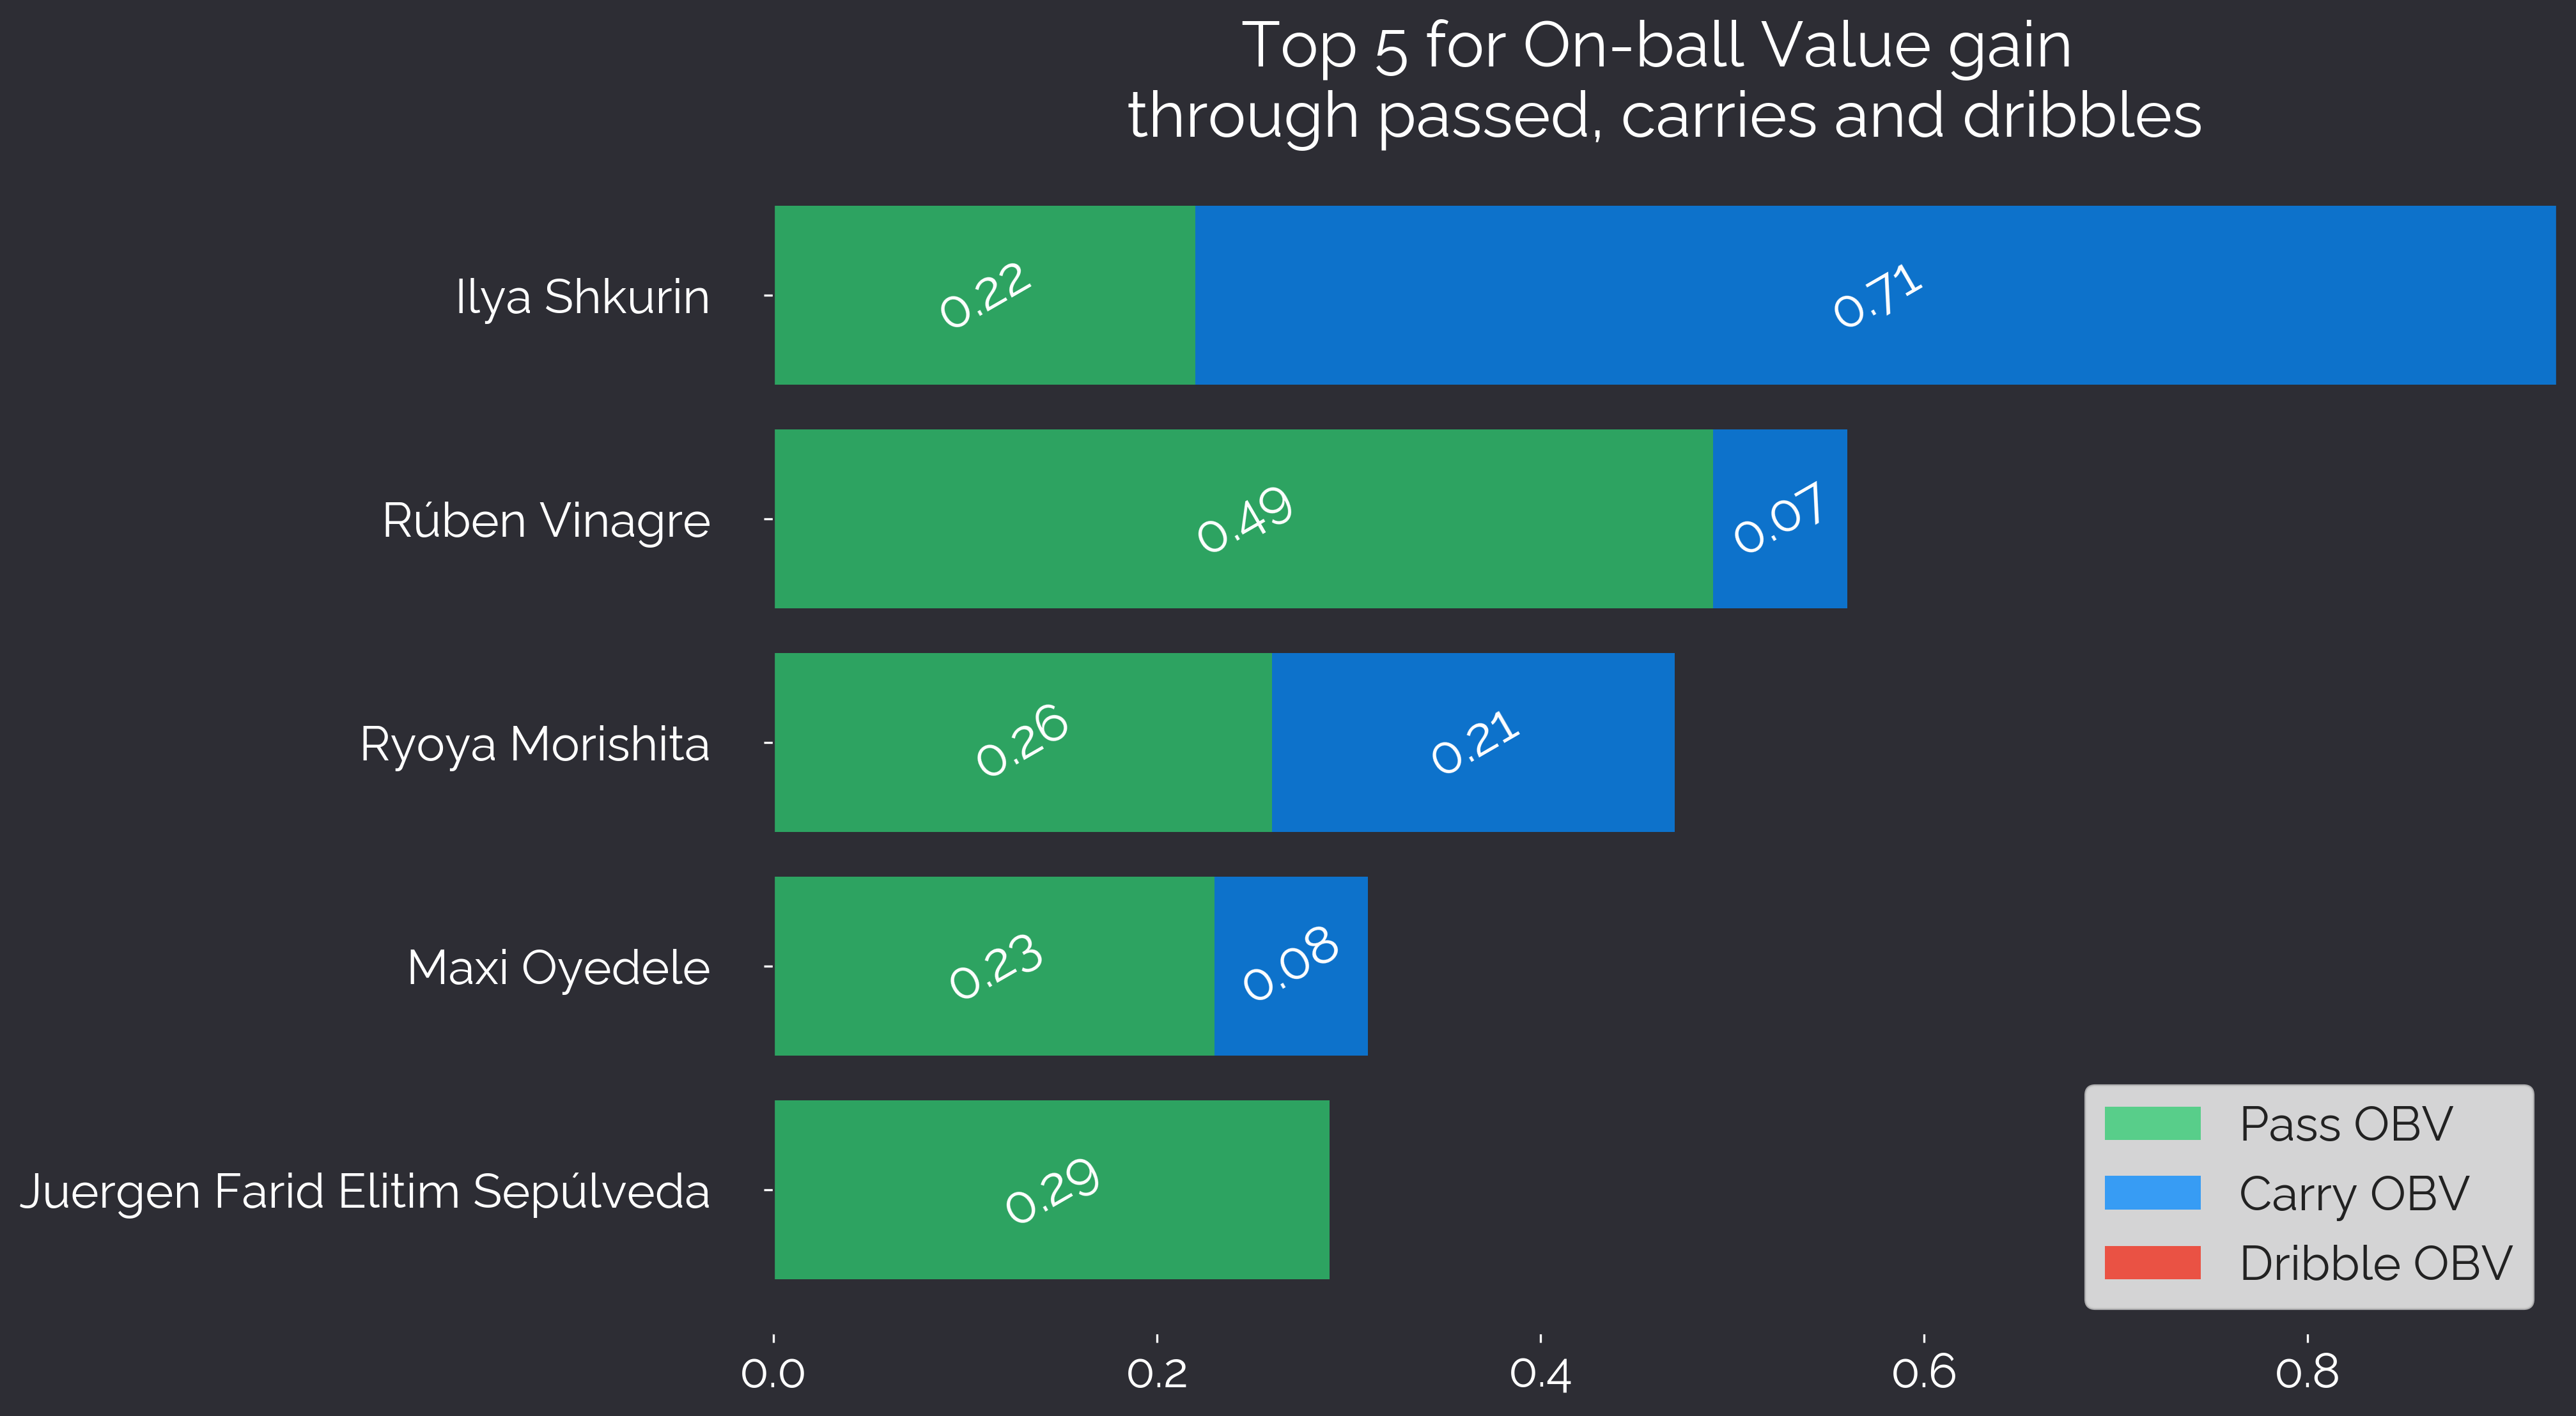 Top 5 for On-ball Value gain
through passed, carries and dribbles
Ilya Shkurin
0.22
0.71
Rúben Vinagre
0.49
0.07
Ryoya Morishita
0.26
0.21
Maxi Oyedele
0.23
0.08
Juergen Farid Elitim Sepúlveda
0.29
Pass OBV
Carry OBV
Dribble OBV
0.0
0.2
0.4
0.6
0.8